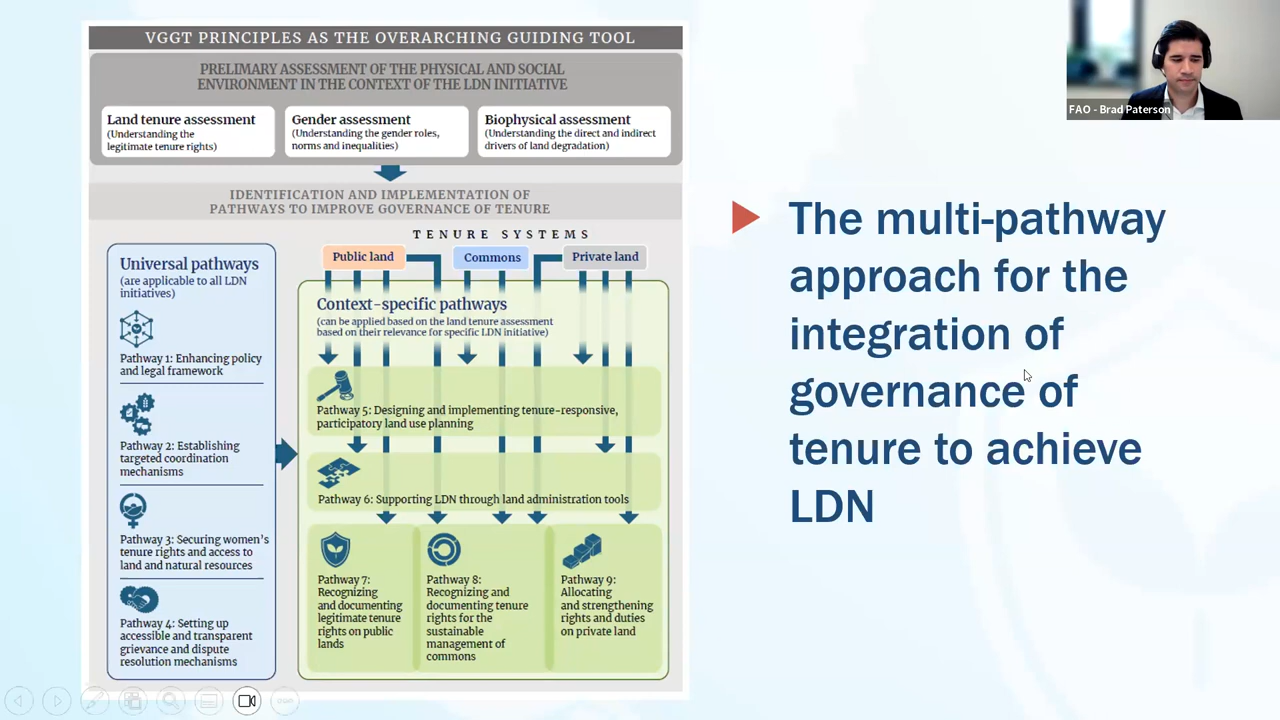 VGGT PRINCIPLES AS THE OVERARCHING GUIDING TOOL
PRELIMARY ASSESSMENT OF THE PHYSICAL AND SOCIAL
ENVIRONMENT IN THE CONTEXT OF THE LDN INITIATIVE
Land tenure assessment
(Understanding the
legitimate tenure rights)
Gender assessment
(Understanding the gender roles,
norms and inequalities)
Biophysical assessment
(Understanding the direct and indirect
drivers of land degradation)
IDENTIFICATION AND IMPLEMENTATION OF
PATHWAYS TO IMPROVE GOVERNANCE OF TENURE
TENURE SYSTEMS
Public land
Commons
Private land
Universal pathways
(are applicable to all LDN
initiatives)
Pathway 1: Enhancing policy
and legal framework
Pathway 2: Establishing
targeted coordination
mechanisms
Pathway 3: Securing women's
tenure rights and access to
land and natural resources
Pathway 4: Setting up
accessible and transparent
grievance and dispute
resolution mechanisms
Context-specific pathways
(can be applied based on the land tenure assessment
based on their relevance for specific LDN initiative)
Pathway 5: Designing and implementing tenure-responsive,
participatory land use planning
Pathway 6: Supporting LDN through land administration tools
Pathway 7:
Recognizing
and documenting
legitimate tenure
rights on public
lands
Pathway 8:
Recognizing and
documenting tenure
rights for the
sustainable
management of
commons
Pathway 9:
Allocating
and strengthening
rights and duties
on private land
The multi-pathway
approach for the
integration of
governance of
tenure to achieve
LDN
FAO - Brad Paterson